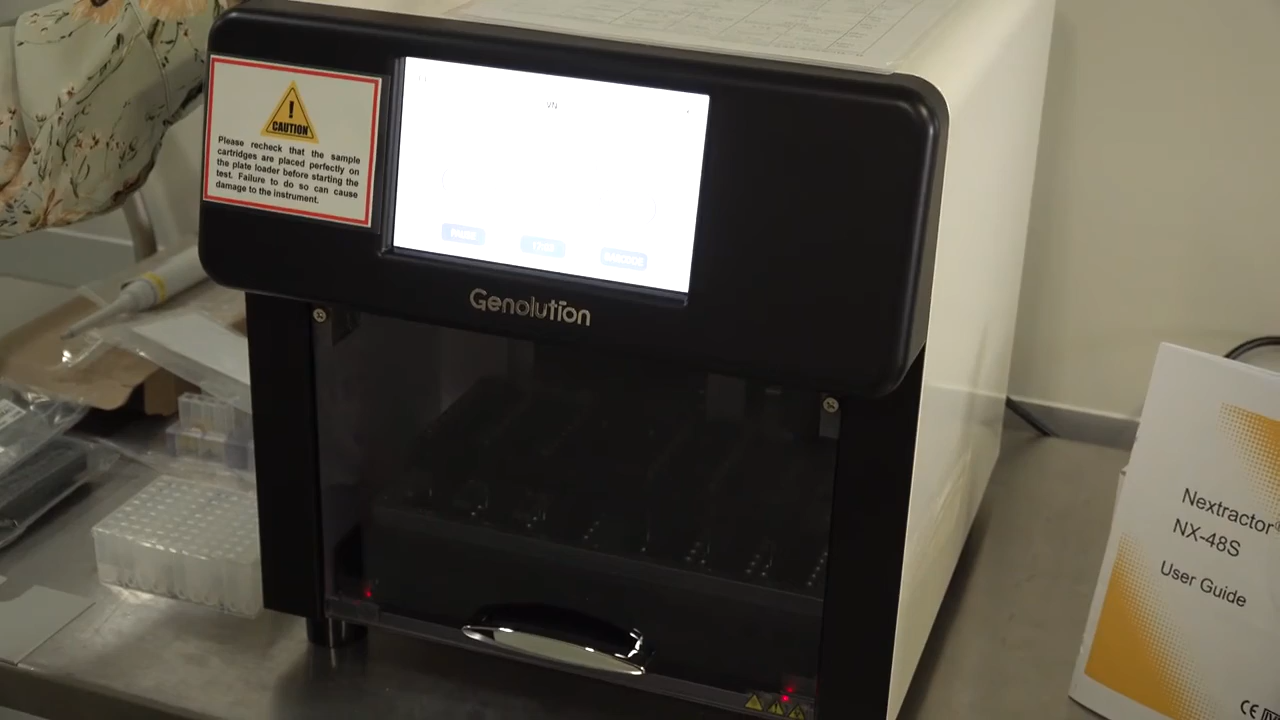 CAUTION
Please recheck that the sample
cartridges are placed perfectly on
the plate loader before starting the
test. Failure to do so can cause
damage to the instrument.
VN
Genolution
Nextractor®
NX-48S
User Guide
CE